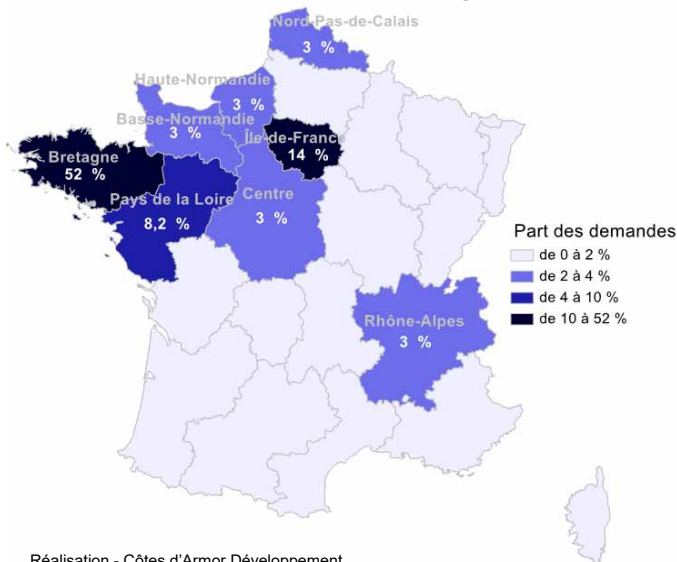 Nord-Pas-de-Calais
3 %
Haute-Normandie
3 %
Basse-Normandie
3 %
Île-de-France
14 %
Bretagne
52 %
Pays de la Loire
8,2 %
Centre
3 %
Part des demandes
de 0 à 2 %
de 2 à 4 %
de 4 à 10 %
de 10 à 52 %
Rhône-Alpes
3 %
Réalisation - Côtes d'Armor Développement